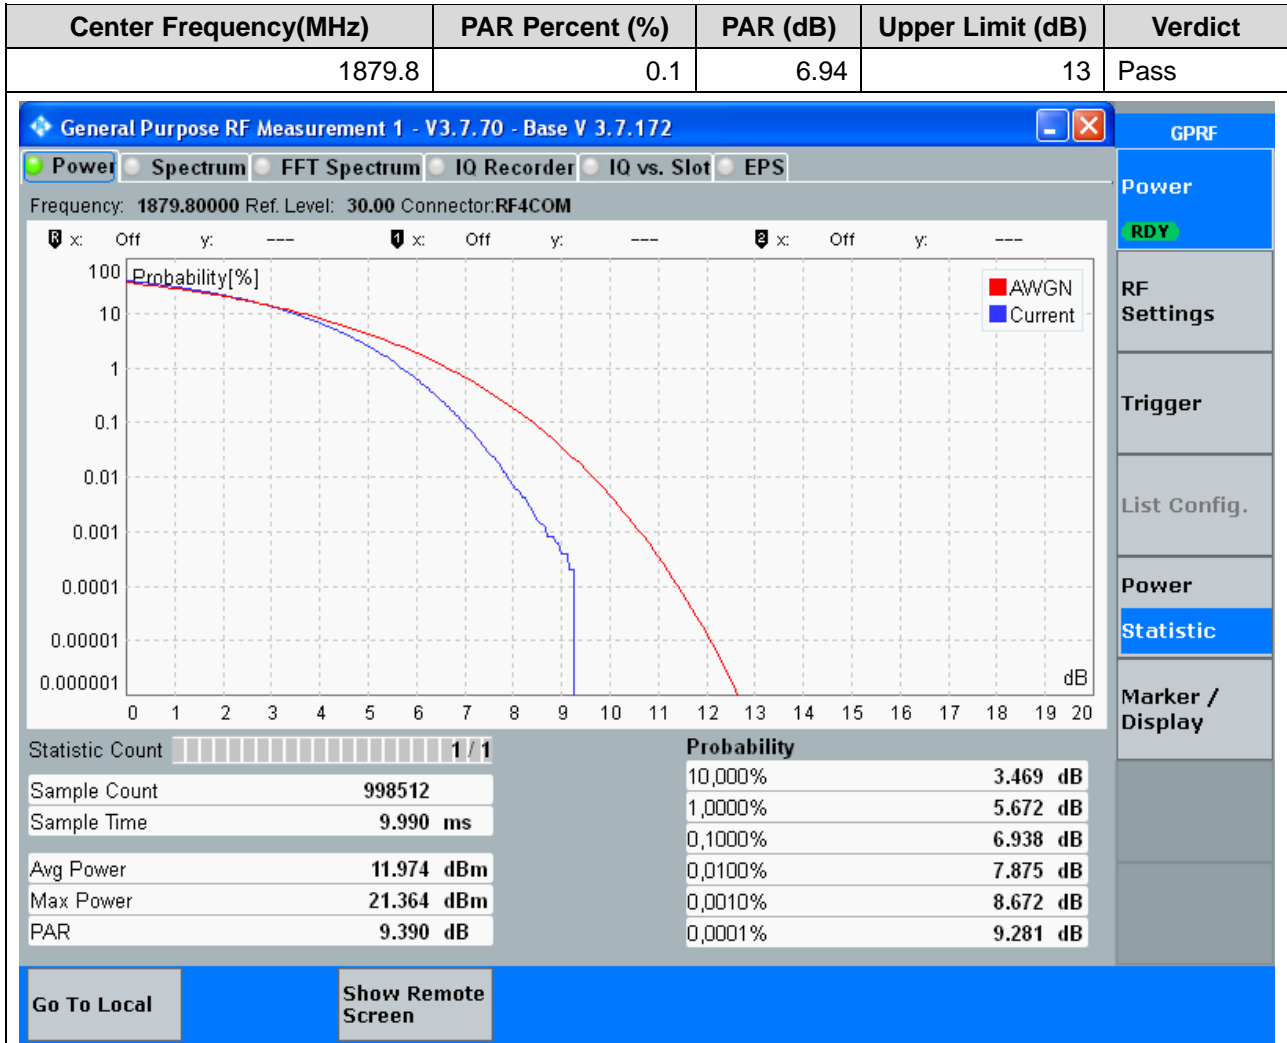 Center Frequency(MHz) PAR Percent (%) PAR (dB) Upper Limit (dB) Verdict
1879.8 0.1 6.94 13 Pass
General Purpose RF Measurement 1 - V3.7.70 - Base V 3.7.172
GPRF
Power Spectrum FFT Spectrum IQ Recorder IQ vs. Slot EPS
Power
RDY
Frequency: 1879.80000 Ref. Level: 30.00 Connector:RF4COM
R x: Off y: --- 1 x: Off y: --- 2 x: Off y: ---
Probability[%]
AWGN
Current
100
10
1
0.1
0.01
0.001
0.0001
0.00001
0.000001
dB
0 1 2 3 4 5 6 7 8 9 10 11 12 13 14 15 16 17 18 19 20
RF
Settings
Trigger
List Config.
Power
Statistic
Marker /
Display
Statistic Count 1 / 1
Sample Count 998512
Sample Time 9.990 ms
Avg Power 11.974 dBm
Max Power 21.364 dBm
PAR 9.390 dB
Probability
10,000% 3.469 dB
1,0000% 5.672 dB
0,1000% 6.938 dB
0,0100% 7.875 dB
0,0010% 8.672 dB
0,0001% 9.281 dB
Go To Local
Show Remote
Screen